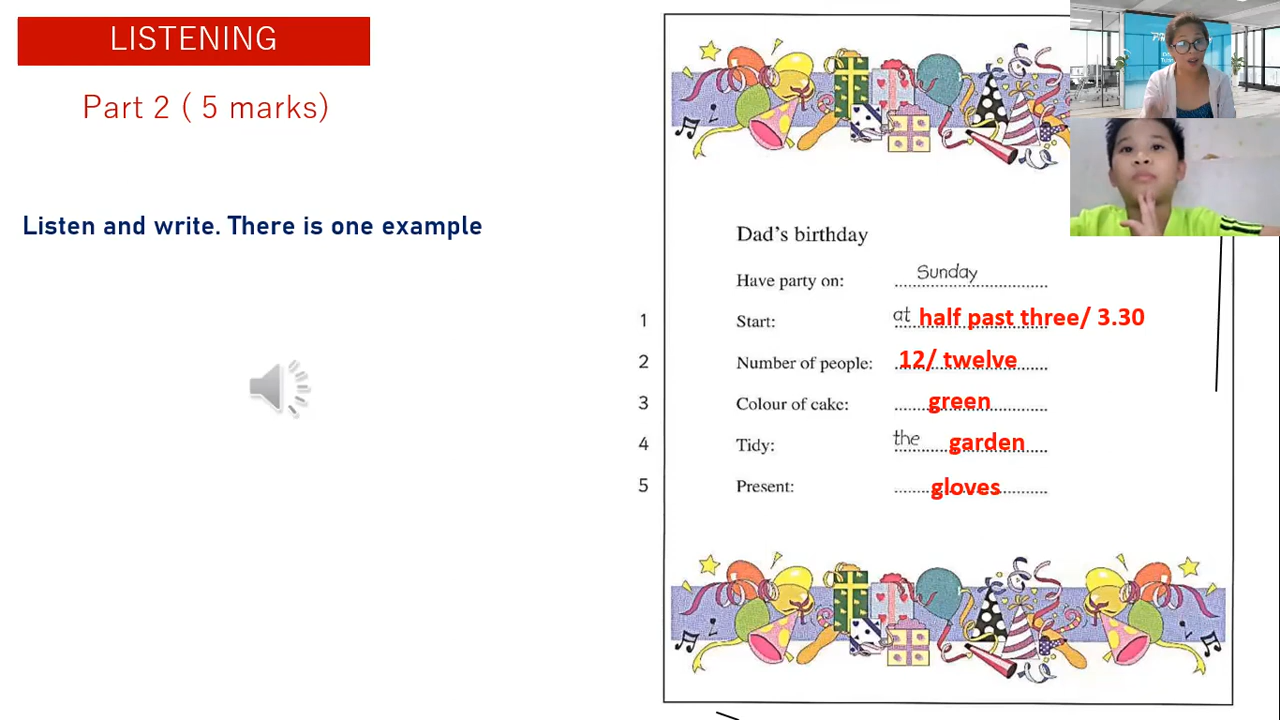 LISTENING
Part 2 ( 5 marks)
Listen and write. There is one example
Dad's birthday
Have party on: Sunday
1 Start: at half past three/ 3.30
2 Number of people: 12/ twelve
3 Colour of cake: green
4 Tidy: the garden
5 Present: gloves